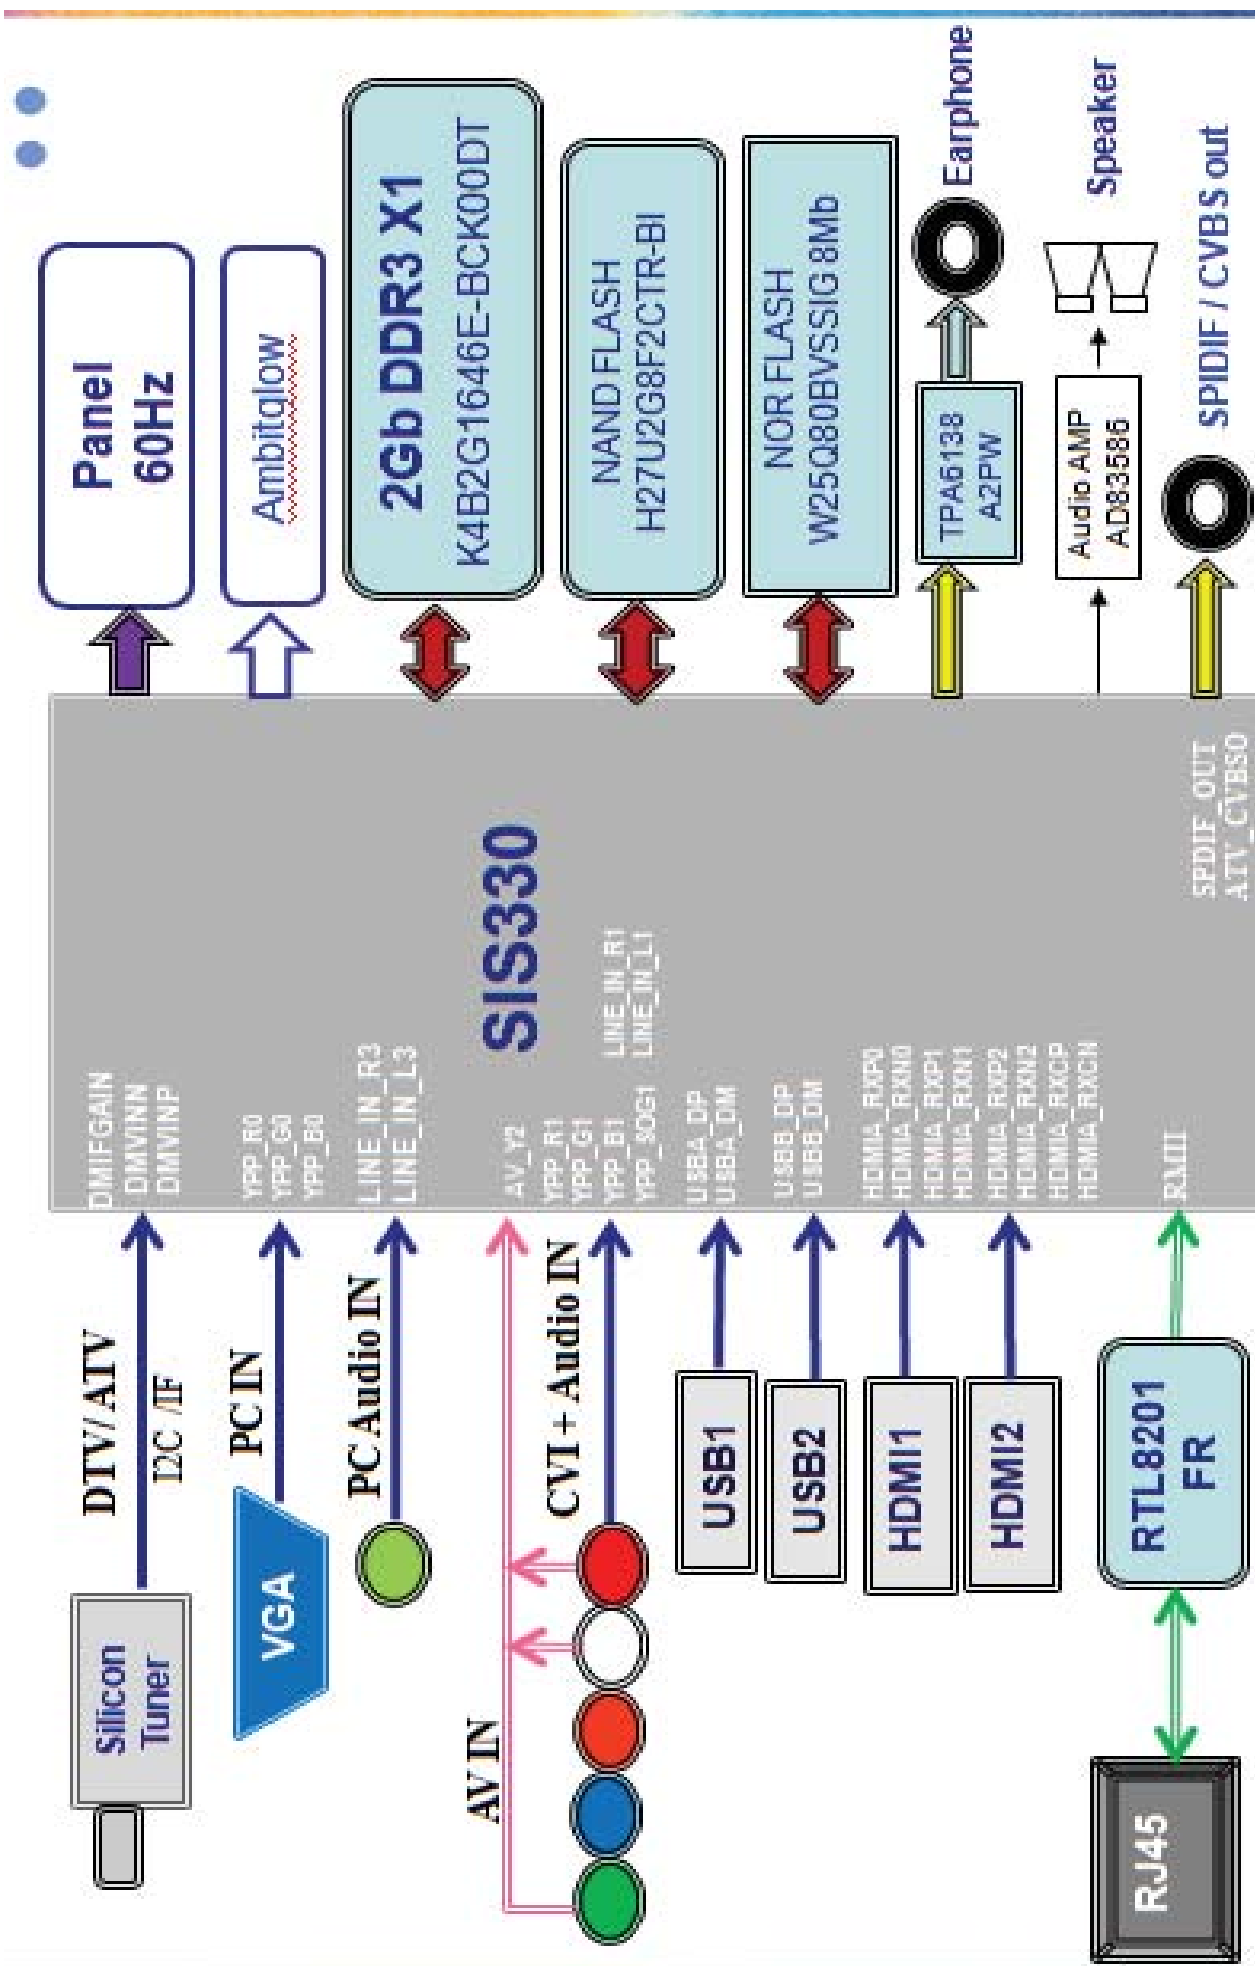 Silicon
Tuner
DTV/ ATV
I2C /IF
DMIFGAIN
DMVINN
DMVINP
Panel
60Hz
VGA
PC IN
YPP_R0
YPP_G0
YPP_B0
Ambitglow
PC Audio IN
LINE_IN_R3
LINE_IN_L3
2Gb DDR3 X1
K4B2G1646E-BCK00DT
SIS330
AV IN
AV_Y2
CVI + Audio IN
YPP_R1
YPP_G1
YPP_B1
YPP_SOG1
LINE_IN_R1
LINE_IN_L1
NAND FLASH
H27U2G8F2CTR-BI
USB1
USBA_DP
USBA_DM
USB2
USBB_DP
USBB_DM
NOR FLASH
W25Q80BVSSIG 8Mb
HDMI1
HDMIA_RXP0
HDMIA_RXN0
HDMIA_RXP1
HDMIA_RXN1
HDMI2
HDMIA_RXP2
HDMIA_RXN2
HDMIA_RXCP
HDMIA_RXCN
TPA6138
A2PW
Earphone
Audio AMP
AD83586
Speaker
RJ45
RTL8201
FR
RMII
SPDIF_OUT
ATV_CVBSO
SPIDIF / CVBS out